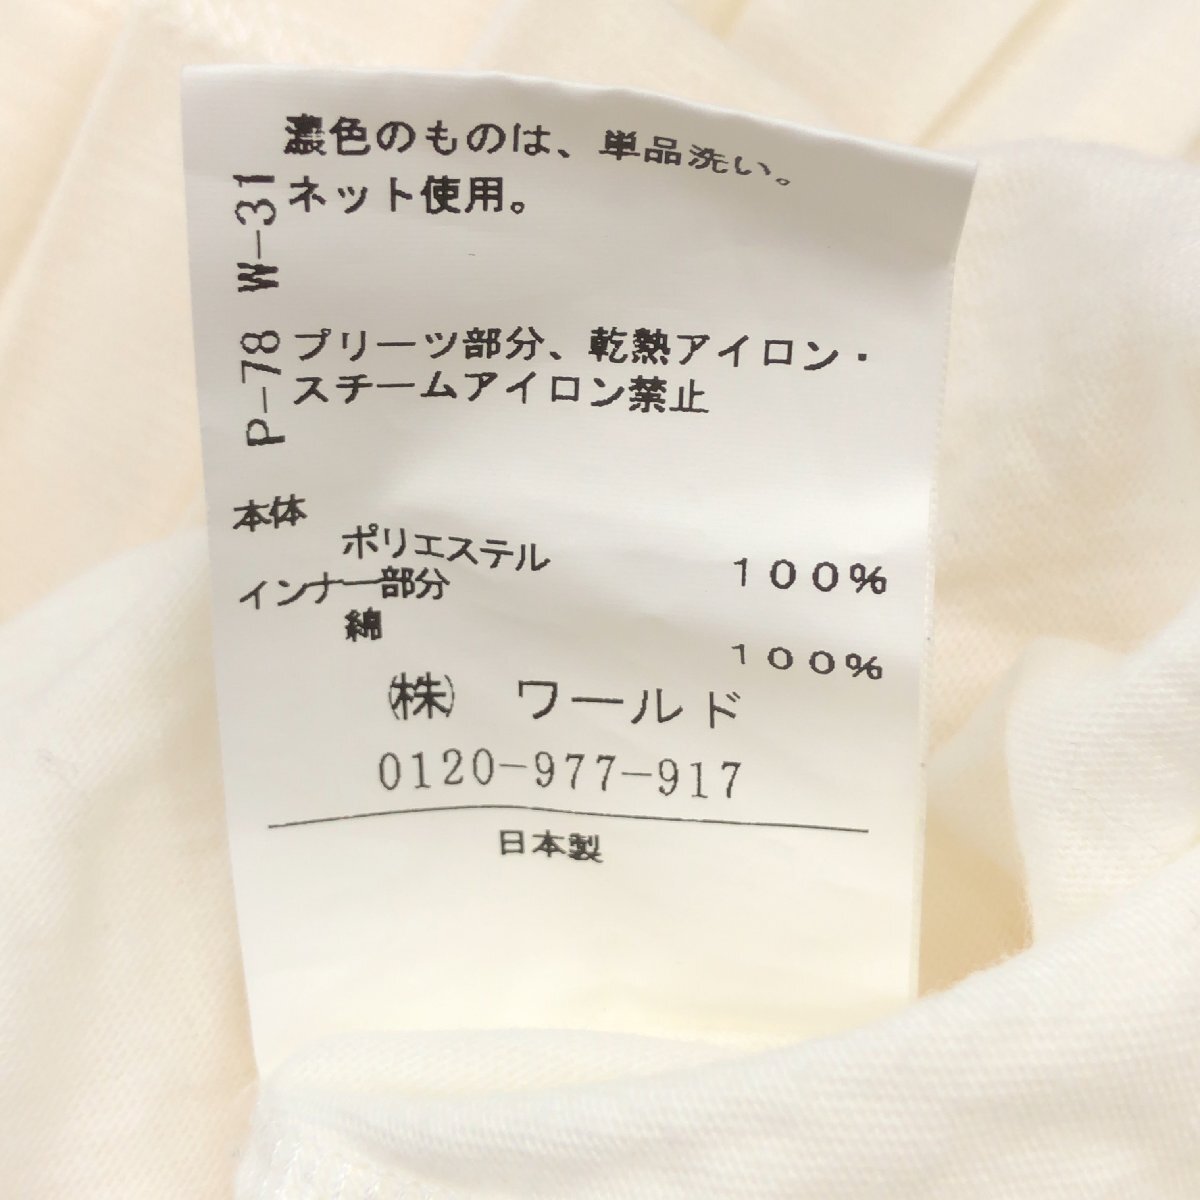 濃色のものは、単品洗い。
ネット使用。
P-78 W-31
プリーツ部分、乾熱アイロン・
スチームアイロン禁止
本体
ポリエステル 100%
インナー部分
綿 100%
㈱ ワールド
0120-977-917
日本製